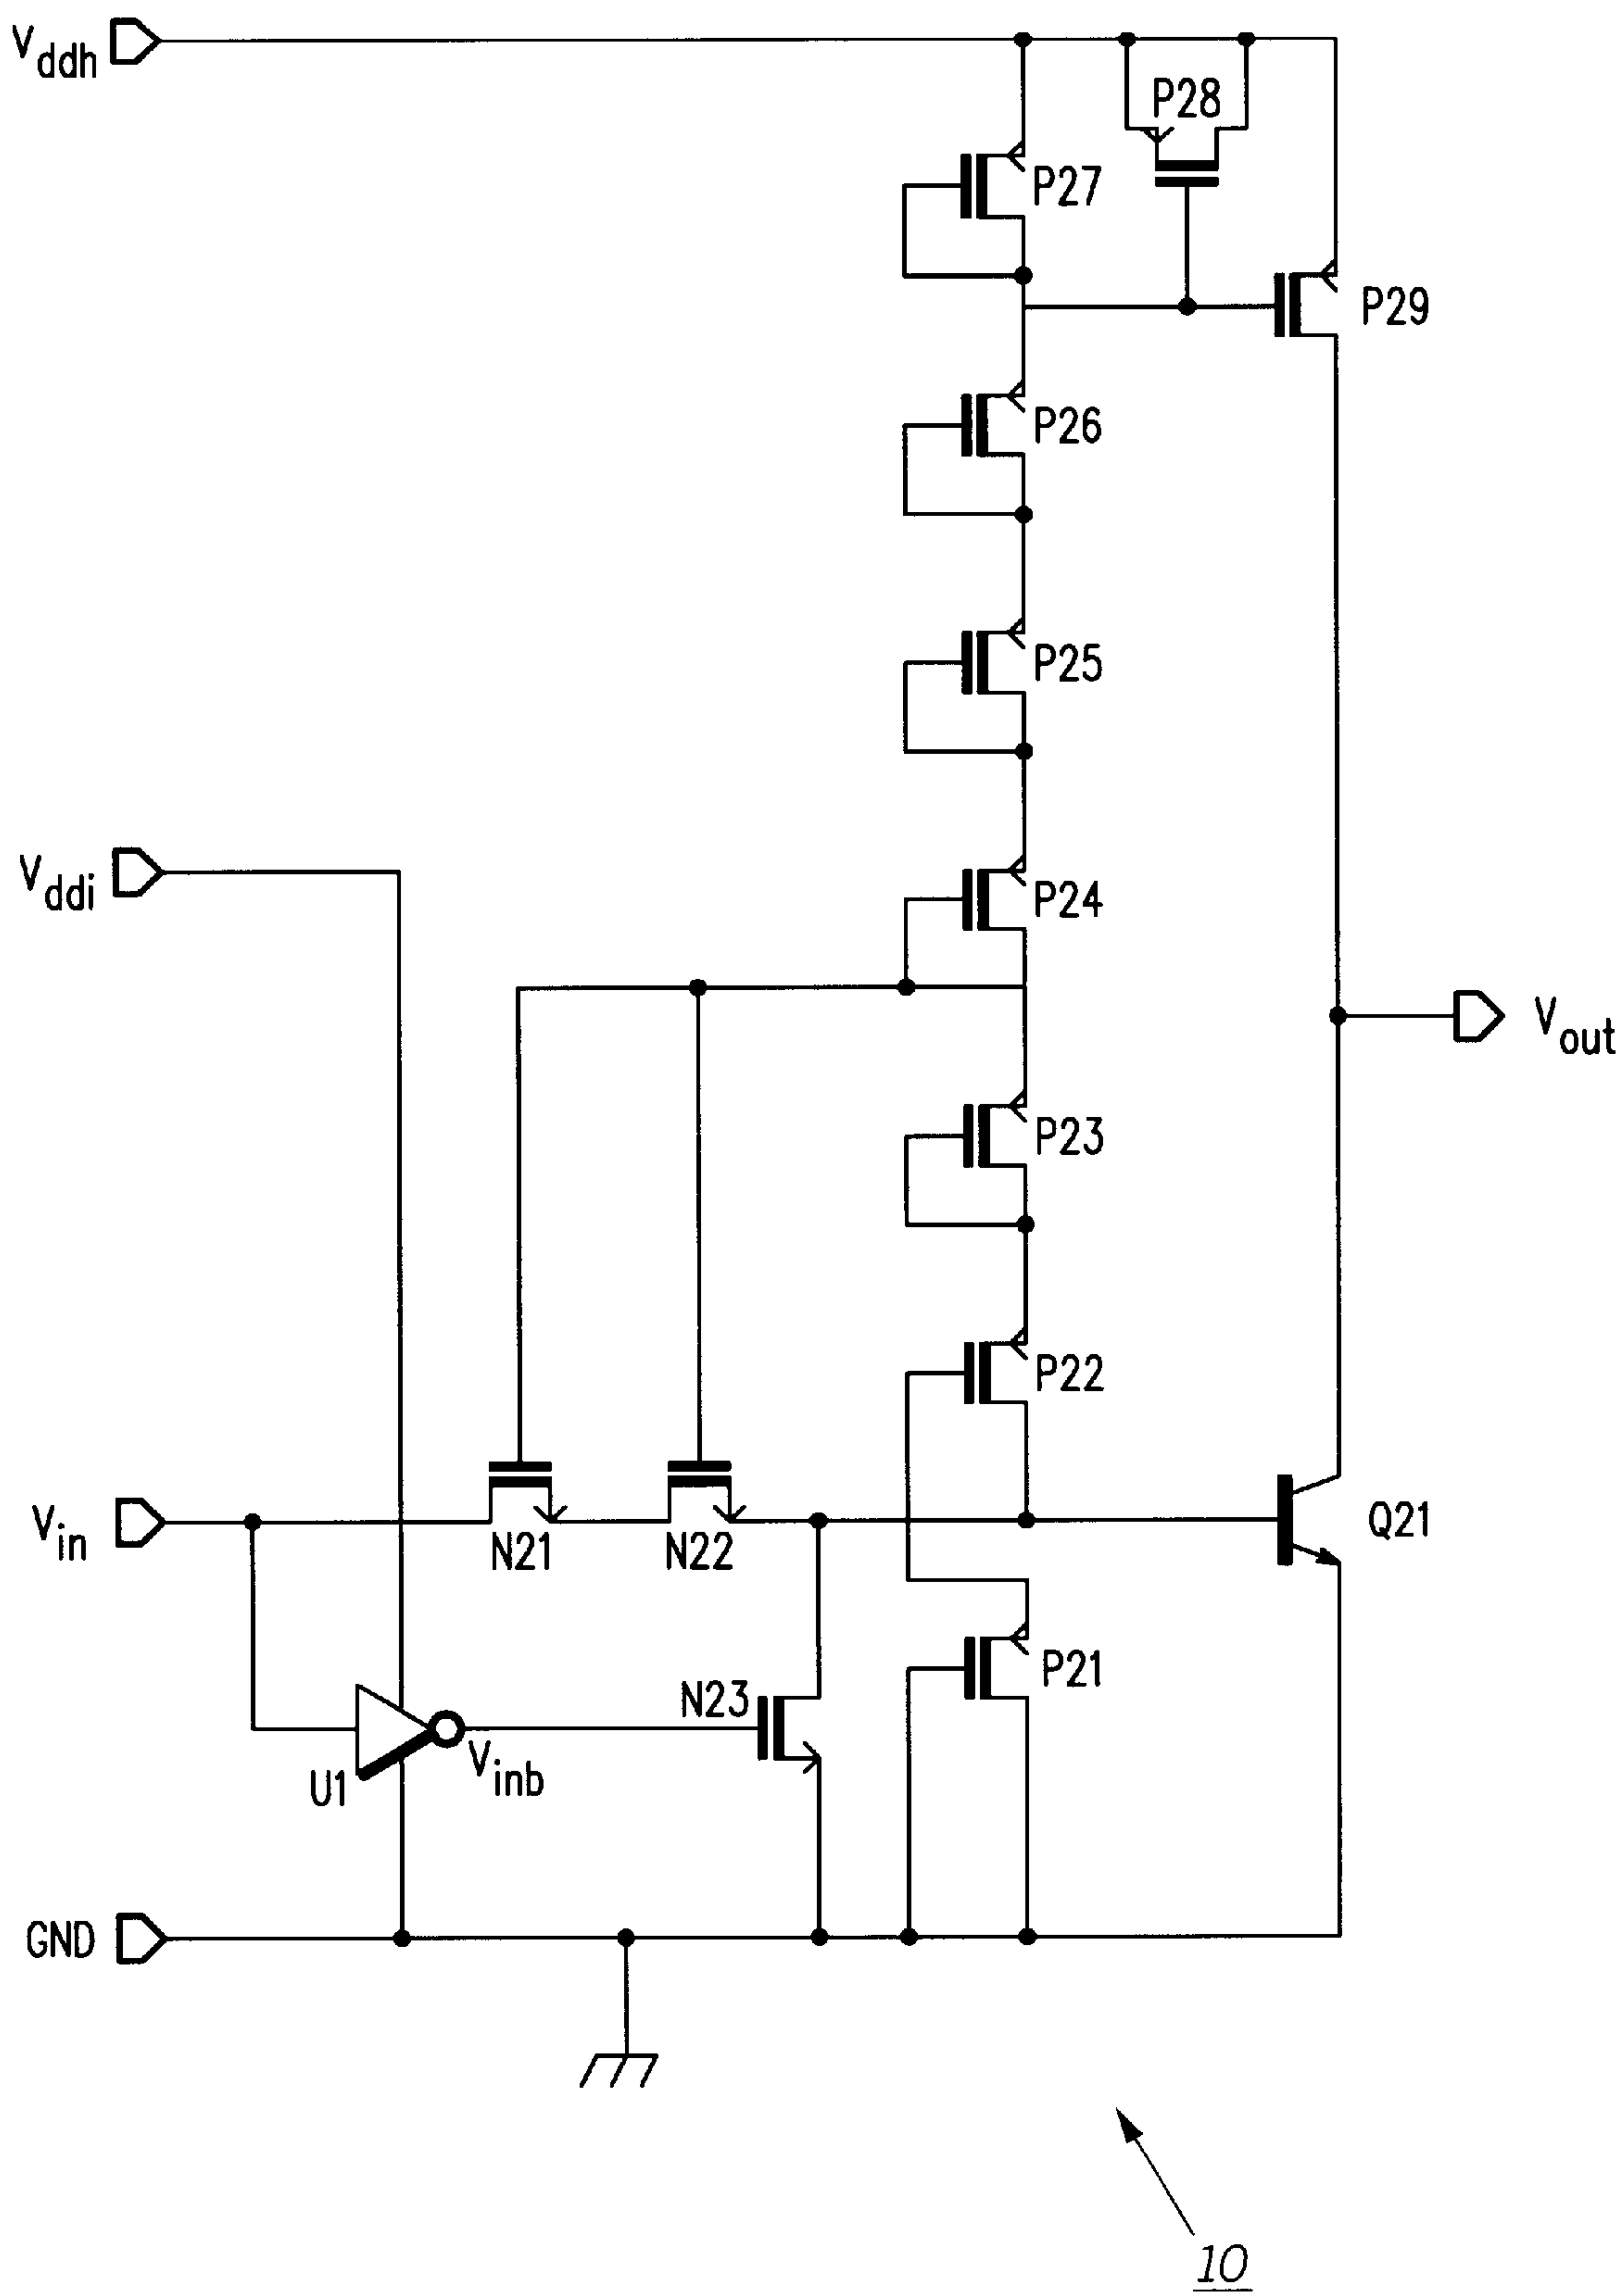 Vddh
P28
P27
P29
P26
P25
Vddi
P24
Vout
P23
P22
Vin
N21
N22
Q21
N23
P21
U1
Vinb
GND
10